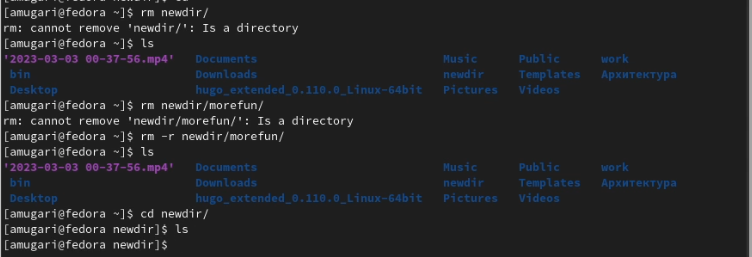 [amugari@fedora ~]$ rm newdir/
rm: cannot remove 'newdir/': Is a directory
[amugari@fedora ~]$ ls
'2023-03-03 00-37-56.mp4' Documents Music Public work
bin Downloads newdir Templates Архитектура
Desktop hugo_extended_0.110.0_Linux-64bit Pictures Videos
[amugari@fedora ~]$ rm newdir/morefun/
rm: cannot remove 'newdir/morefun/': Is a directory
[amugari@fedora ~]$ rm -r newdir/morefun/
[amugari@fedora ~]$ ls
'2023-03-03 00-37-56.mp4' Documents Music Public work
bin Downloads newdir Templates Архитектура
Desktop hugo_extended_0.110.0_Linux-64bit Pictures Videos
[amugari@fedora ~]$ cd newdir/
[amugari@fedora newdir]$ ls
[amugari@fedora newdir]$